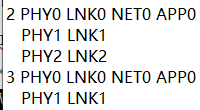 2 PHY0 LNK0 NET0 APP0
PHY1 LNK1
PHY2 LNK2
3 PHY0 LNK0 NET0 APP0
PHY1 LNK1